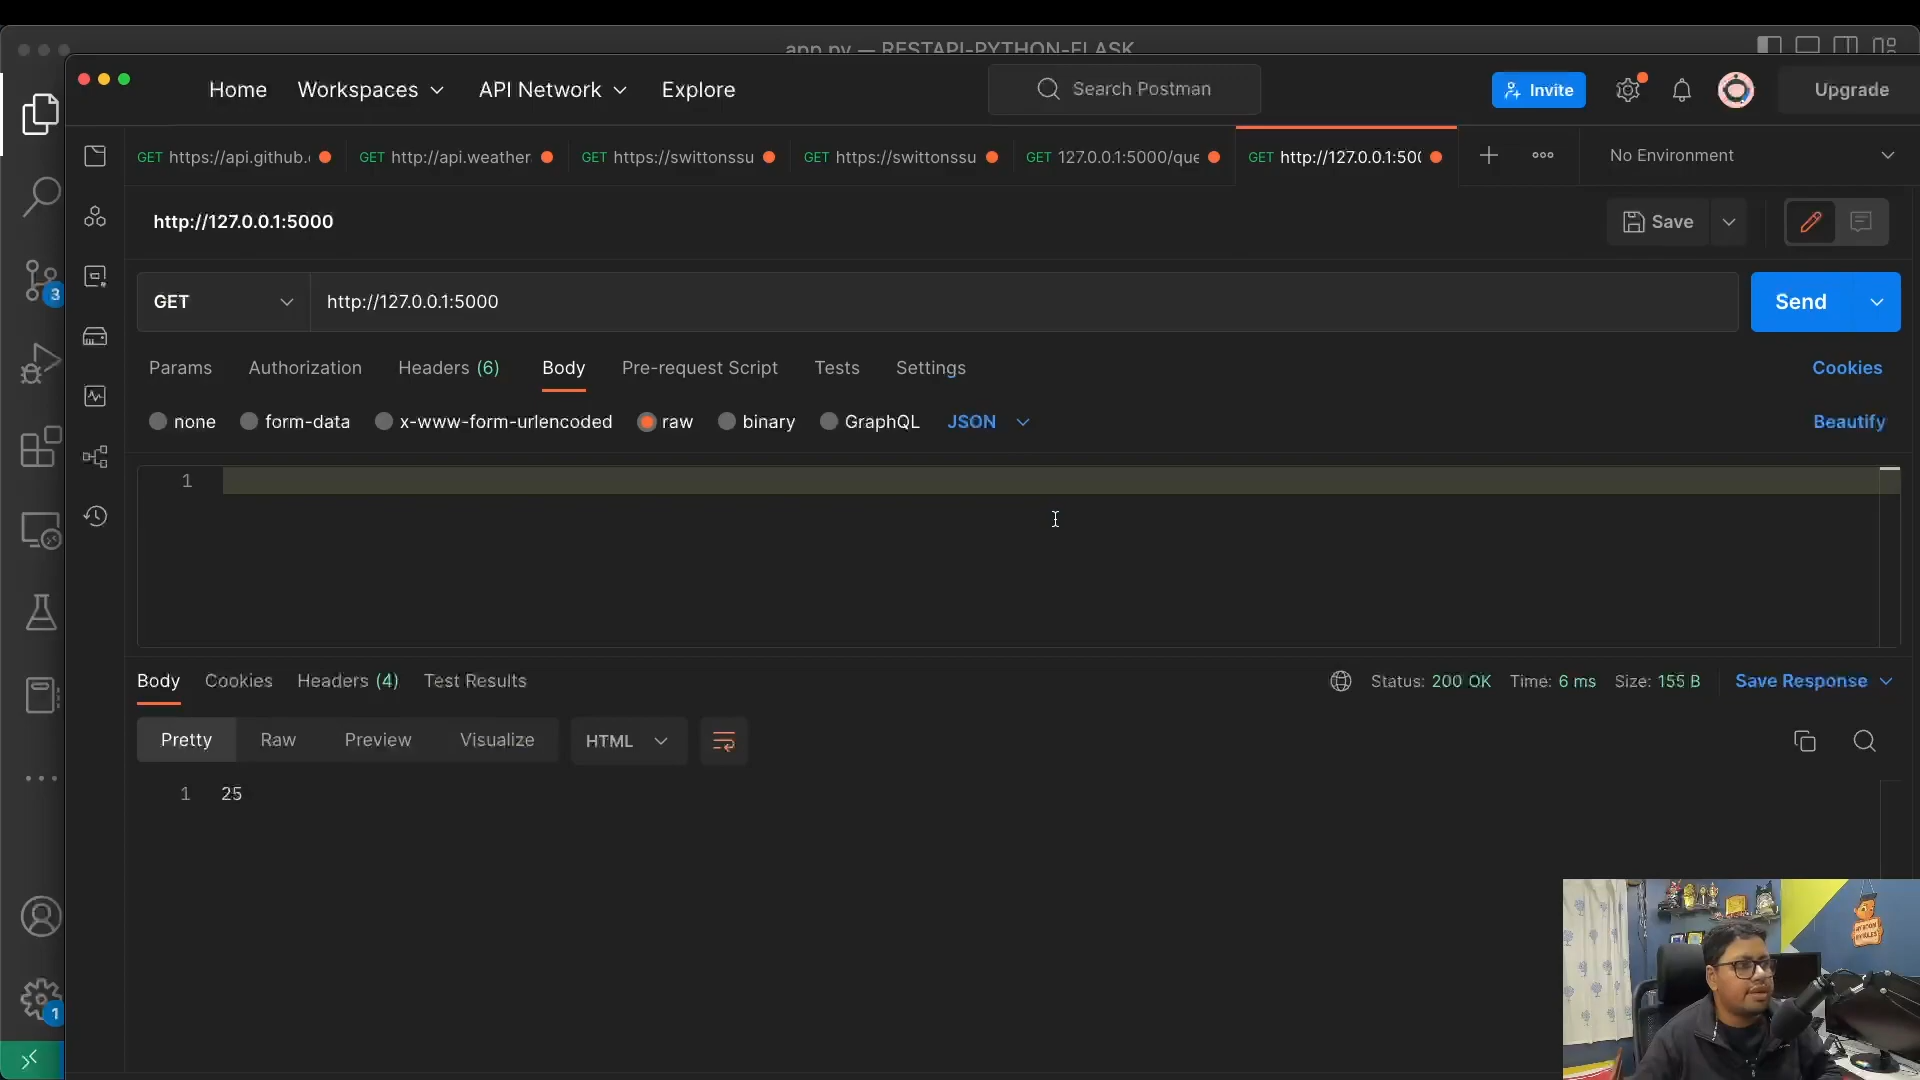 app.py — RESTAPI-PYTHON-FLASK
Home Workspaces API Network Explore Search Postman Invite Upgrade
GET https://api.github. GET http://api.weather GET https://swittonssu GET https://swittonssu GET 127.0.0.1:5000/que GET http://127.0.0.1:500 No Environment
http://127.0.0.1:5000 Save
3
GET http://127.0.0.1:5000 Send
Params Authorization Headers (6) Body Pre-request Script Tests Settings Cookies
none form-data x-www-form-urlencoded raw binary GraphQL JSON Beautify
1
Body Cookies Headers (4) Test Results Status: 200 OK Time: 6 ms Size: 155 B Save Response
Pretty Raw Preview Visualize HTML
1 25
1